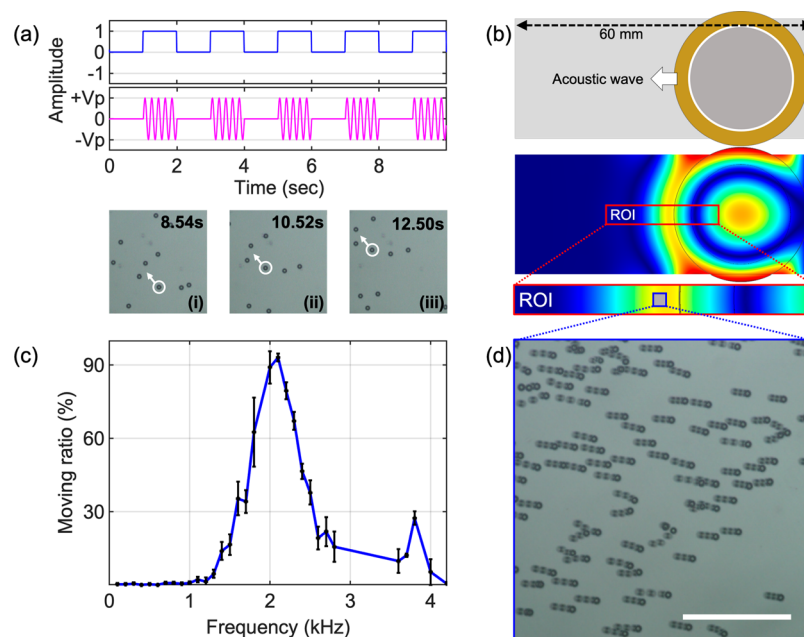 (a)
Amplitude
1
0
-1
+Vp
0
-Vp
0 2 4 6 8
Time (sec)
8.54s
(i)
10.52s
(ii)
12.50s
(iii)
(b)
60 mm
Acoustic wave
ROI
ROI
(c)
Moving ratio (%)
90
60
30
0 1 2 3 4
Frequency (kHz)
(d)